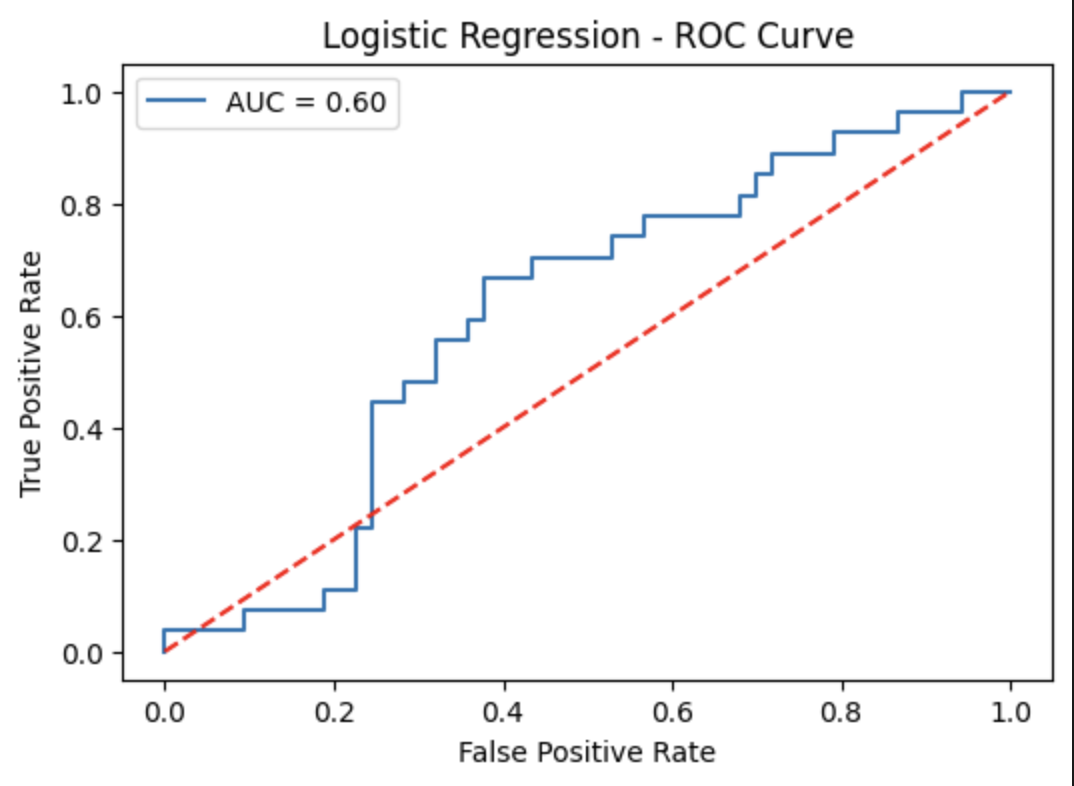 Logistic Regression - ROC Curve
AUC = 0.60
True Positive Rate
1.0
0.8
0.6
0.4
0.2
0.0
0.0 0.2 0.4 0.6 0.8 1.0
False Positive Rate